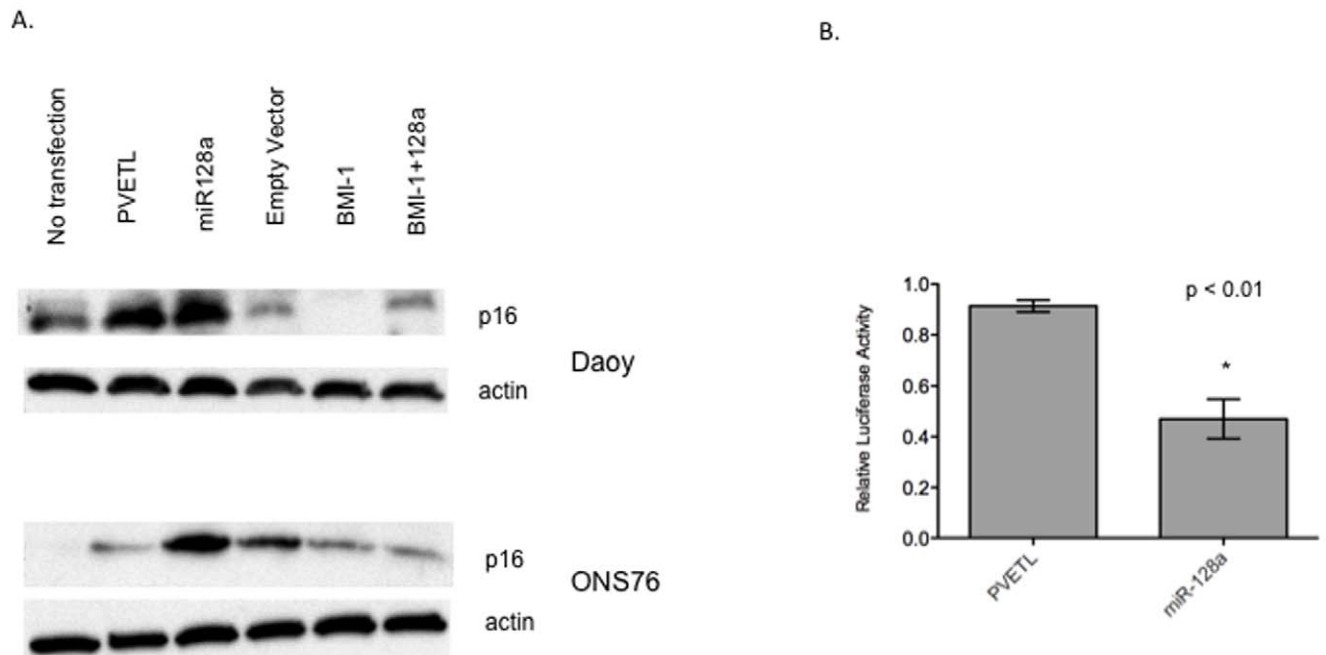 A.
No transfection
PVETL
miR128a
Empty Vector
BMI-1
BMI-1+128a
p16
Daoy
actin
p16
ONS76
actin
B.
Relative Luciferase Activity
1.0
0.8
0.6
0.4
0.2
0.0
p < 0.01
*
PVETL
miR-128a